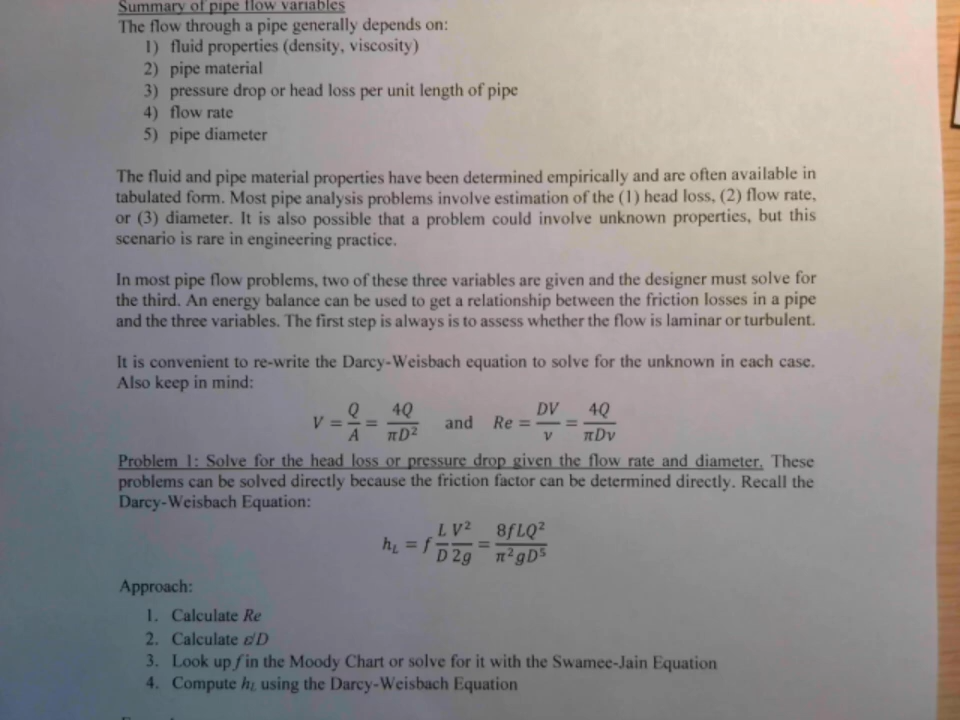 Summary of pipe flow variables
The flow through a pipe generally depends on:
1) fluid properties (density, viscosity)
2) pipe material
3) pressure drop or head loss per unit length of pipe
4) flow rate
5) pipe diameter
The fluid and pipe material properties have been determined empirically and are often available in
tabulated form. Most pipe analysis problems involve estimation of the (1) head loss, (2) flow rate,
or (3) diameter. It is also possible that a problem could involve unknown properties, but this
scenario is rare in engineering practice.
In most pipe flow problems, two of these three variables are given and the designer must solve for
the third. An energy balance can be used to get a relationship between the friction losses in a pipe
and the three variables. The first step is always is to assess whether the flow is laminar or turbulent.
It is convenient to re-write the Darcy-Weisbach equation to solve for the unknown in each case.
Also keep in mind:
V = Q/A = 4Q/πD² and Re = DV/ν = 4Q/πDν
Problem 1: Solve for the head loss or pressure drop given the flow rate and diameter. These
problems can be solved directly because the friction factor can be determined directly. Recall the
Darcy-Weisbach Equation:
h_L = f L/D V²/2g = 8fLQ²/π²gD⁵
Approach:
1. Calculate Re
2. Calculate ε/D
3. Look up f in the Moody Chart or solve for it with the Swamee-Jain Equation
4. Compute h_L using the Darcy-Weisbach Equation